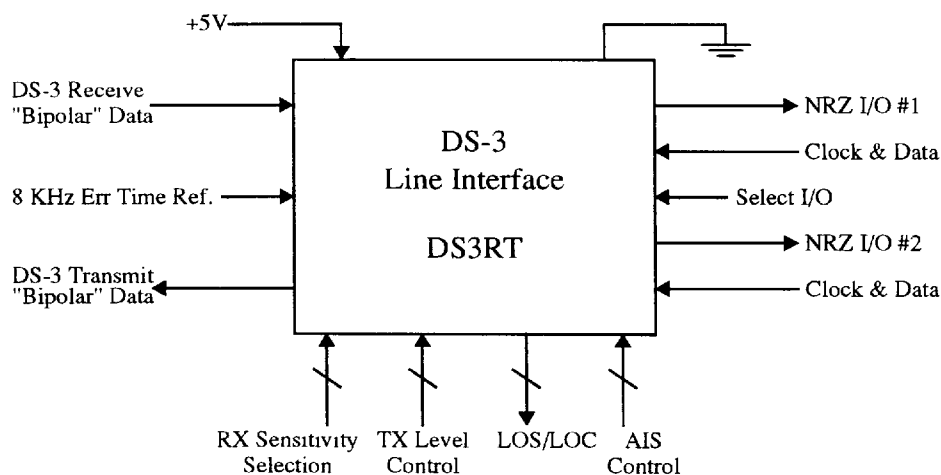 +5V
DS-3 Receive
"Bipolar" Data
8 KHz Err Time Ref.
DS-3 Transmit
"Bipolar" Data
DS-3
Line Interface
DS3RT
NRZ I/O #1
Clock & Data
Select I/O
NRZ I/O #2
Clock & Data
RX Sensitivity
Selection
TX Level
Control
LOS/LOC
AIS
Control